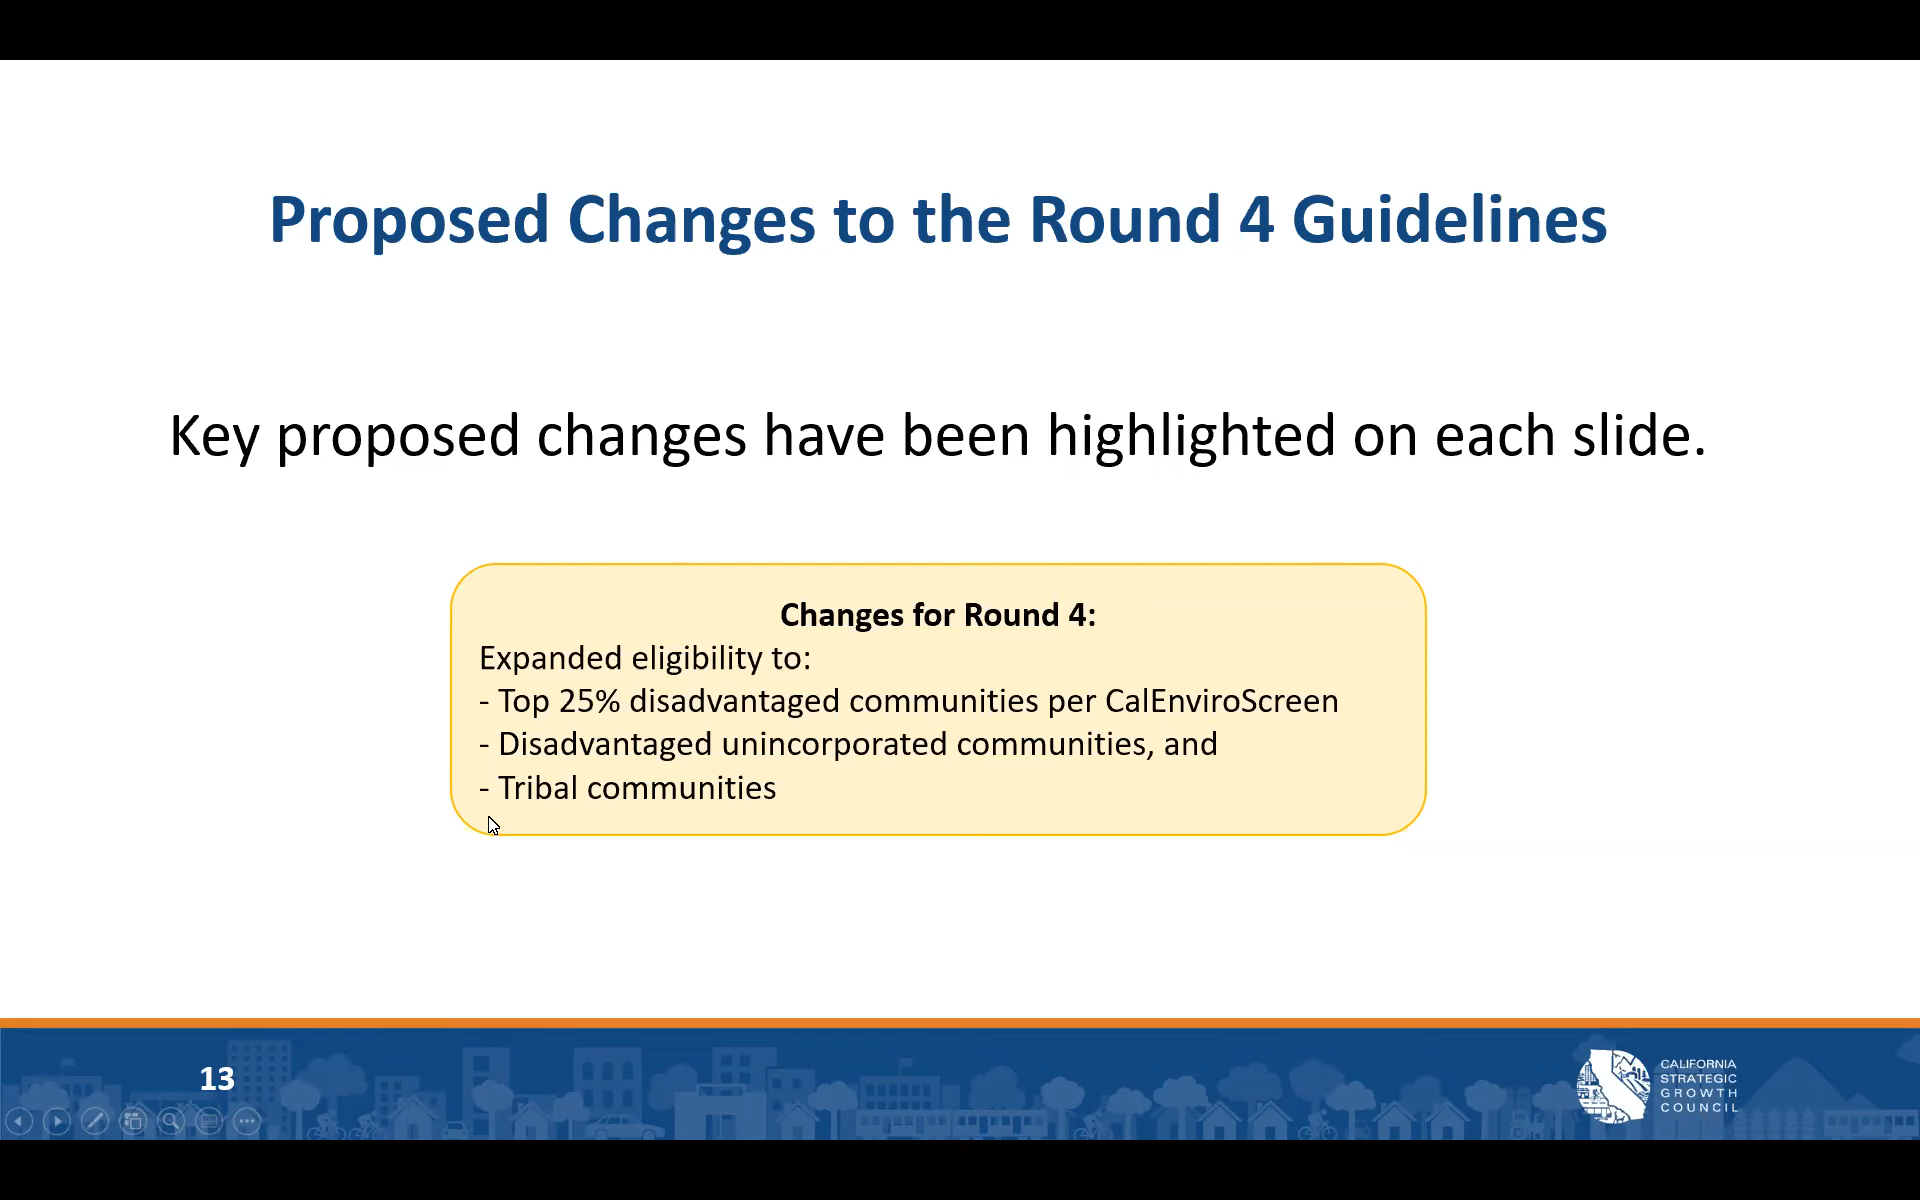 Proposed Changes to the Round 4 Guidelines
Key proposed changes have been highlighted on each slide.
Changes for Round 4:
Expanded eligibility to:
- Top 25% disadvantaged communities per CalEnviroScreen
- Disadvantaged unincorporated communities, and
- Tribal communities
13
CALIFORNIA
STRATEGIC
GROWTH
COUNCIL